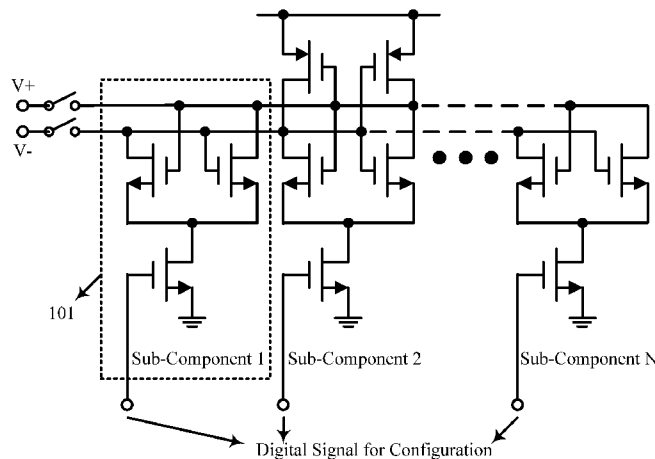 V+
V-
101
Sub-Component 1
Sub-Component 2
Sub-Component N
Digital Signal for Configuration